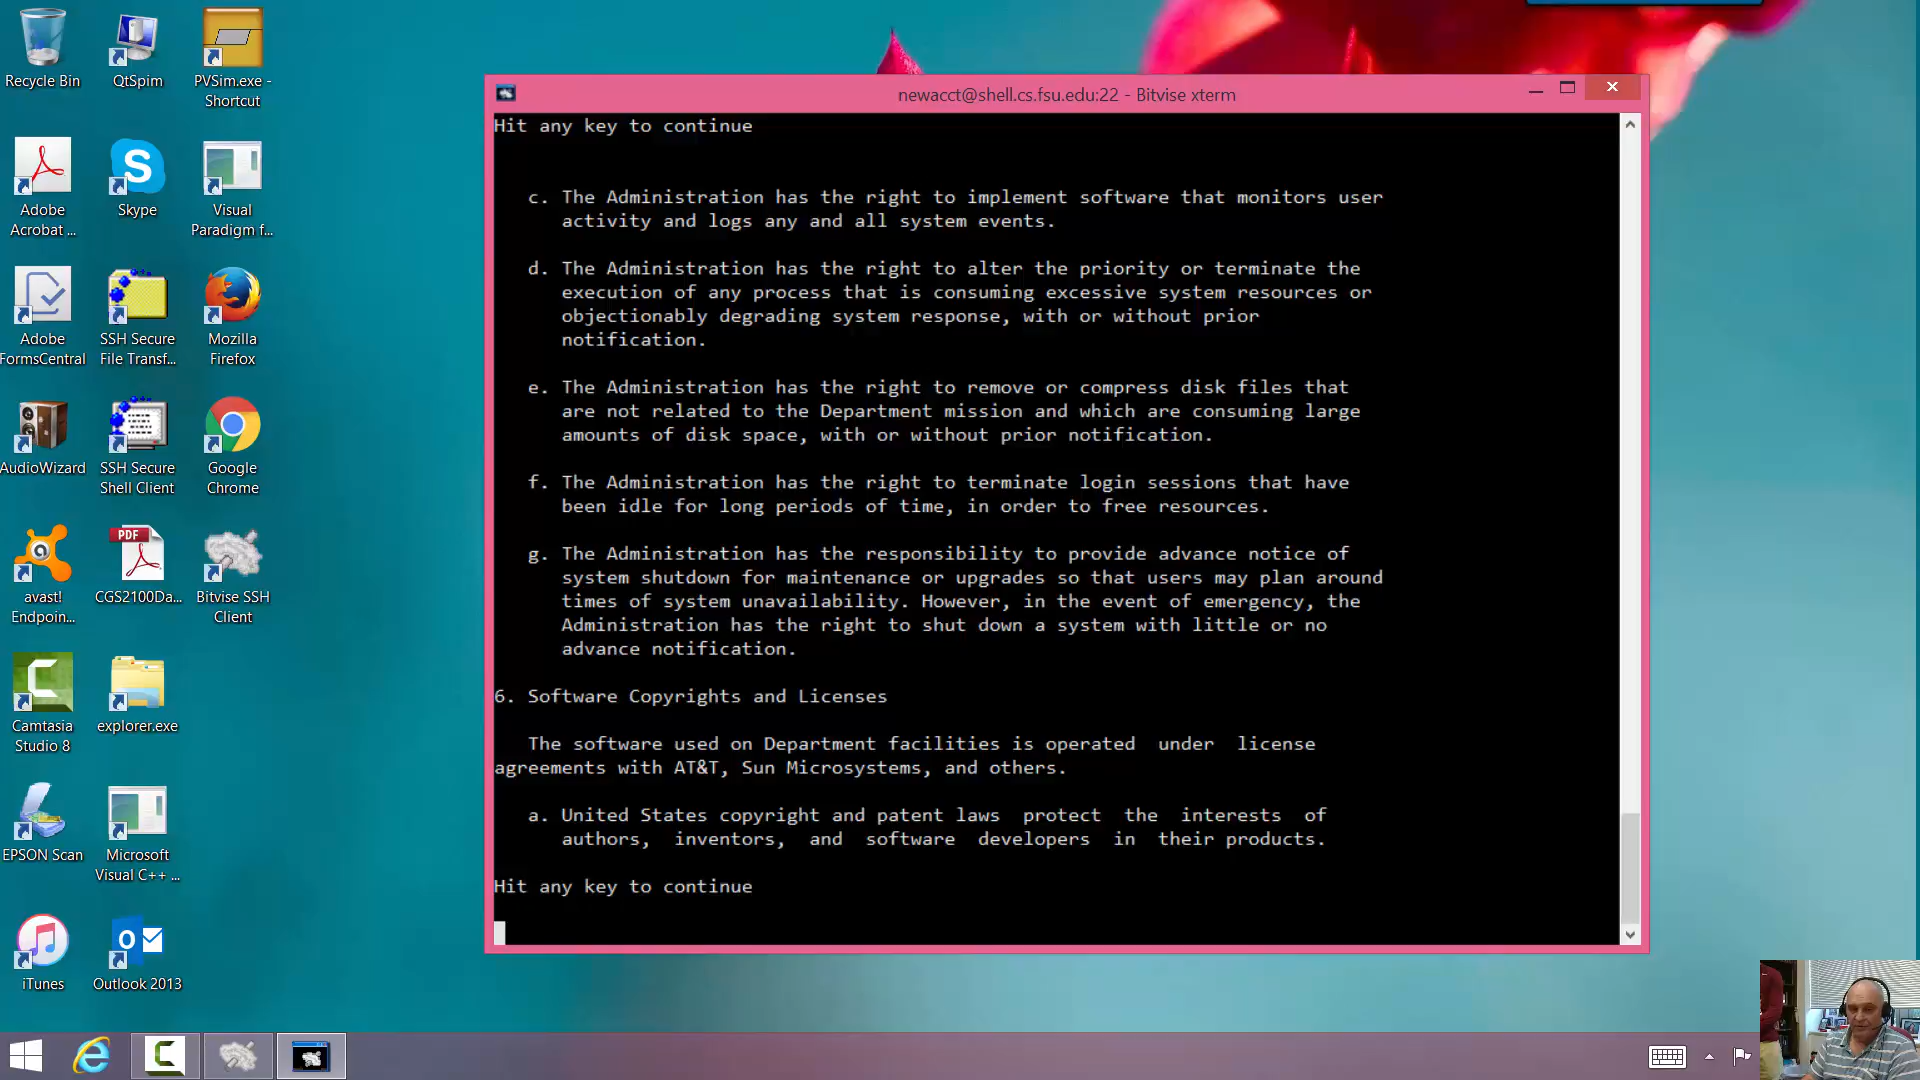 Recycle Bin
QtSpim
PVSim.exe -
Shortcut
Adobe
Acrobat ...
Skype
Visual
Paradigm f...
Adobe
FormsCentral
SSH Secure
File Transf...
Mozilla
Firefox
AudioWizard
SSH Secure
Shell Client
Google
Chrome
avast!
Endpoin...
PDF
CGS2100Da...
Bitvise SSH
Client
Camtasia
Studio 8
explorer.exe
EPSON Scan
Microsoft
Visual C++ ...
iTunes
Outlook 2013
newacct@shell.cs.fsu.edu:22 - Bitvise xterm
Hit any key to continue
c. The Administration has the right to implement software that monitors user
activity and logs any and all system events.
d. The Administration has the right to alter the priority or terminate the
execution of any process that is consuming excessive system resources or
objectionably degrading system response, with or without prior
notification.
e. The Administration has the right to remove or compress disk files that
are not related to the Department mission and which are consuming large
amounts of disk space, with or without prior notification.
f. The Administration has the right to terminate login sessions that have
been idle for long periods of time, in order to free resources.
g. The Administration has the responsibility to provide advance notice of
system shutdown for maintenance or upgrades so that users may plan around
times of system unavailability. However, in the event of emergency, the
Administration has the right to shut down a system with little or no
advance notification.
6. Software Copyrights and Licenses
The software used on Department facilities is operated  under  license
agreements with AT&T, Sun Microsystems, and others.
a. United States copyright and patent laws  protect  the  interests  of
authors,  inventors,  and  software  developers  in  their products.
Hit any key to continue